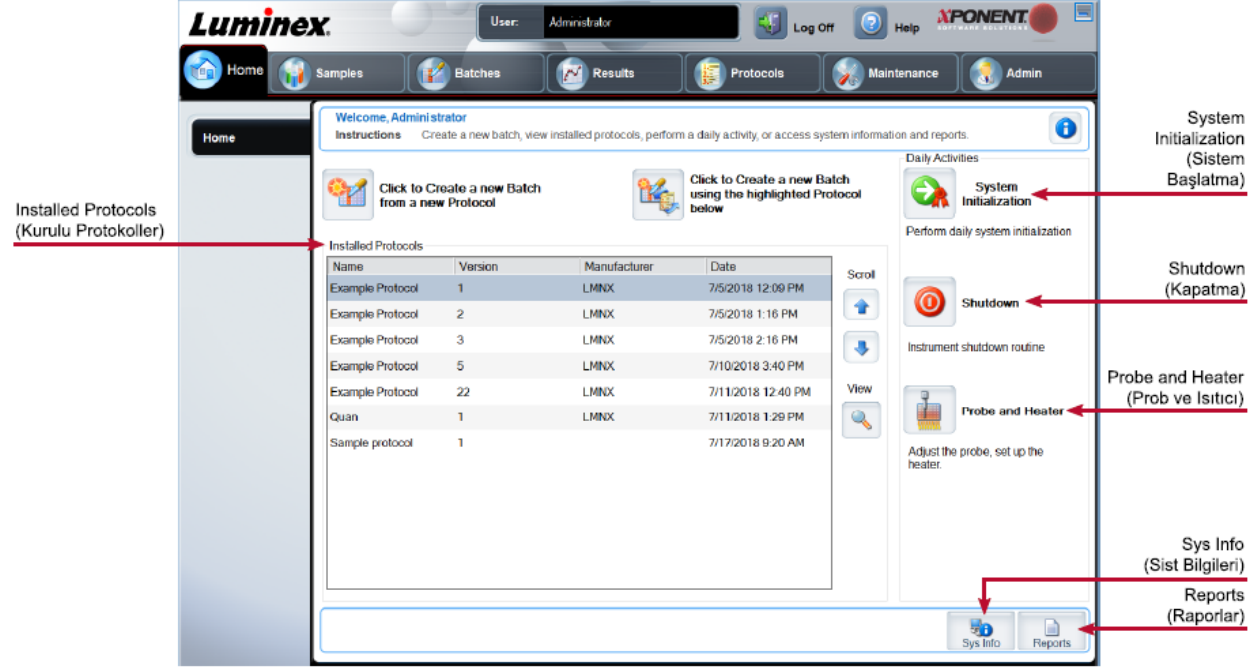 Luminex.
User: Administrator
Log Off
Help
XPONENT.
SOFTWARE SOLUTIONS
Home
Samples
Batches
Results
Protocols
Maintenance
Admin
Home
Welcome, Administrator
Instructions Create a new batch, view installed protocols, perform a daily activity, or access system information and reports.
Click to Create a new Batch
from a new Protocol
Click to Create a new Batch
using the highlighted Protocol
below
Installed Protocols
Name Version Manufacturer Date
Example Protocol 1 LMNX 7/5/2018 12:09 PM
Example Protocol 2 LMNX 7/5/2018 1:16 PM
Example Protocol 3 LMNX 7/5/2018 2:16 PM
Example Protocol 5 LMNX 7/10/2018 3:40 PM
Example Protocol 22 LMNX 7/11/2018 12:40 PM
Quan 1 LMNX 7/11/2018 1:29 PM
Sample protocol 1 7/17/2018 9:20 AM
Scroll
View
Daily Activities
System
Initialization
Perform daily system initialization
Shutdown
Instrument shutdown routine
Probe and Heater
Adjust the probe, set up the
heater.
Sys Info
Reports
Installed Protocols
(Kurulu Protokoller)
System
Initialization
(Sistem
Başlatma)
Shutdown
(Kapatma)
Probe and Heater
(Prob ve Isıtıcı)
Sys Info
(Sist Bilgileri)
Reports
(Raporlar)